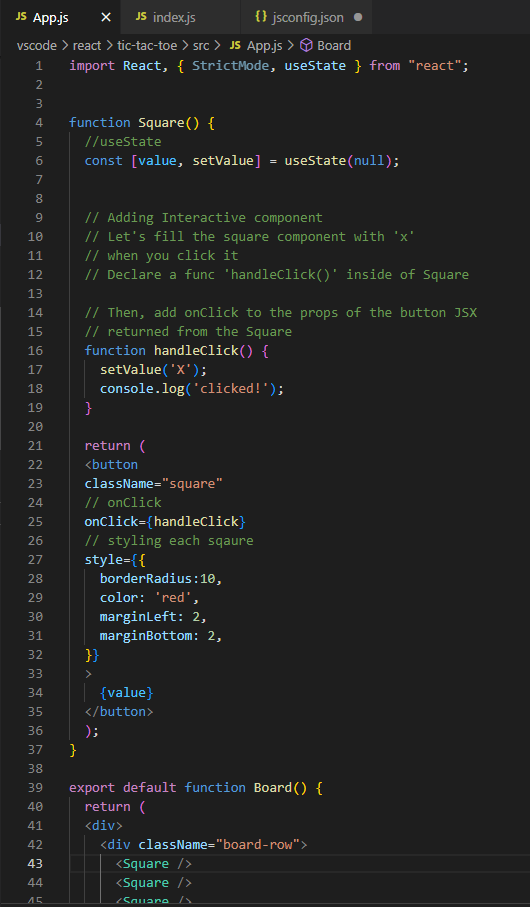 JS App.js × JS index.js {} jsconfig.json ●
vscode > react > tic-tac-toe > src > JS App.js > Board
1 import React, { StrictMode, useState } from "react";
2
3
4 function Square() {
5 //useState
6 const [value, setValue] = useState(null);
7
8
9 // Adding Interactive component
10 // Let's fill the square component with 'x'
11 // when you click it
12 // Declare a func 'handleClick()' inside of Square
13
14 // Then, add onClick to the props of the button JSX
15 // returned from the Square
16 function handleClick() {
17 setValue('X');
18 console.log('clicked!');
19 }
20
21 return (
22 <button
23 className="square"
24 // onClick
25 onClick={handleClick}
26 // styling each sqaure
27 style={{
28 borderRadius:10,
29 color: 'red',
30 marginLeft: 2,
31 marginBottom: 2,
32 }}
33 >
34 {value}
35 </button>
36 );
37 }
38
39 export default function Board() {
40 return (
41 <div>
42 <div className="board-row">
43 <Square />
44 <Square />
45 <Square />